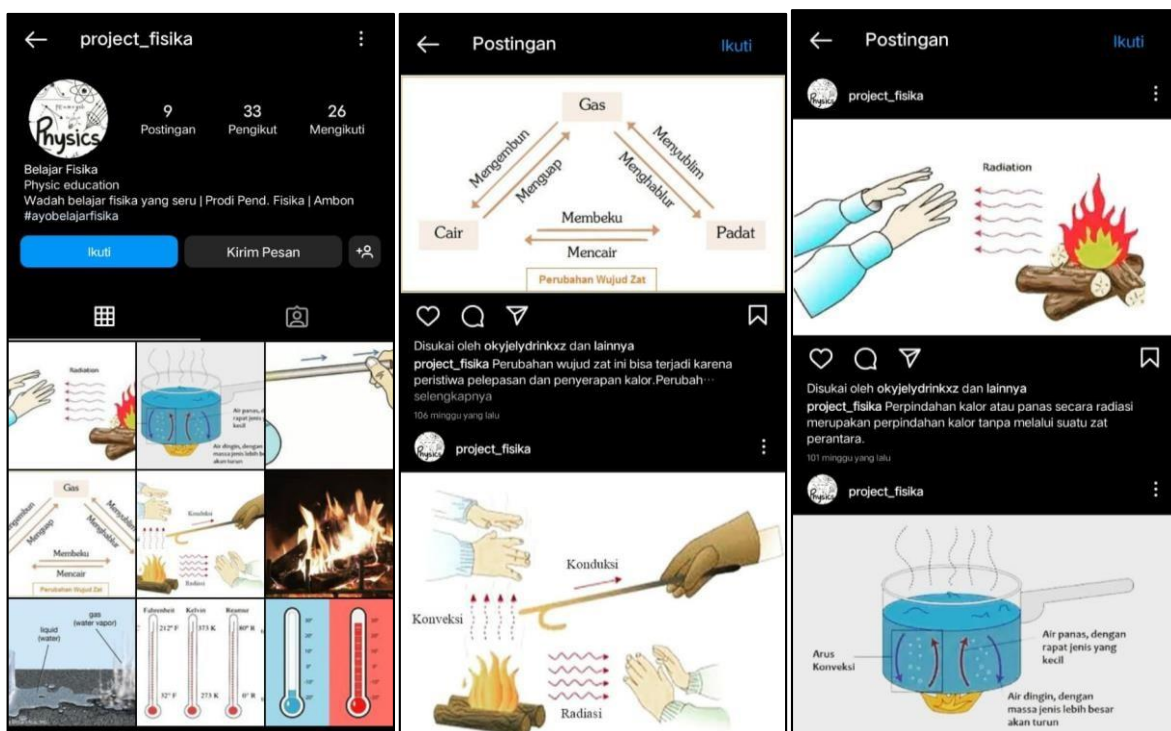 project_fisika
9
33
26
Postingan
Pengikut
Mengikuti
Physics
Belajar Fisika
Physic education
Wadah belajar fisika yang seru | Prodi Pend. Fisika | Ambon
#ayobelajarfisika
Ikuti
Kirim Pesan
Radiation
Air panas, d
rapat jenis
kecil
Air dingin, dengan
massa jenis lebih be
akan turun
Gas
Menguap
Membeku
Mencair
Perubahan Wujud Zat
Konduksi
Radiasi
liquid
(water)
gas
(water vapor)
Fahrenheit
Kelvin
Reamur
212° F
373 K
80° R
32° F
273 K
0° R
Postingan
Ikuti
Gas
Mengembun
Menguap
Menyublim
Menghablur
Cair
Membeku
Mencair
Padat
Perubahan Wujud Zat
Disukai oleh okyjelydrinkxz dan lainnya
project_fisika Perubahan wujud zat ini bisa terjadi karena
peristiwa pelepasan dan penyerapan kalor.Perubah...
selengkapnya
106 minggu yang lalu
project_fisika
Konduksi
Konveksi
Radiasi
Postingan
Ikuti
project_fisika
Radiation
Disukai oleh okyjelydrinkxz dan lainnya
project_fisika Perpindahan kalor atau panas secara radiasi
merupakan perpindahan kalor tanpa melalui suatu zat
perantara.
101 minggu yang lalu
project_fisika
Arus
Konveksi
Air panas, dengan
rapat jenis yang
kecil
Air dingin, dengan
massa jenis lebih besar
akan turun